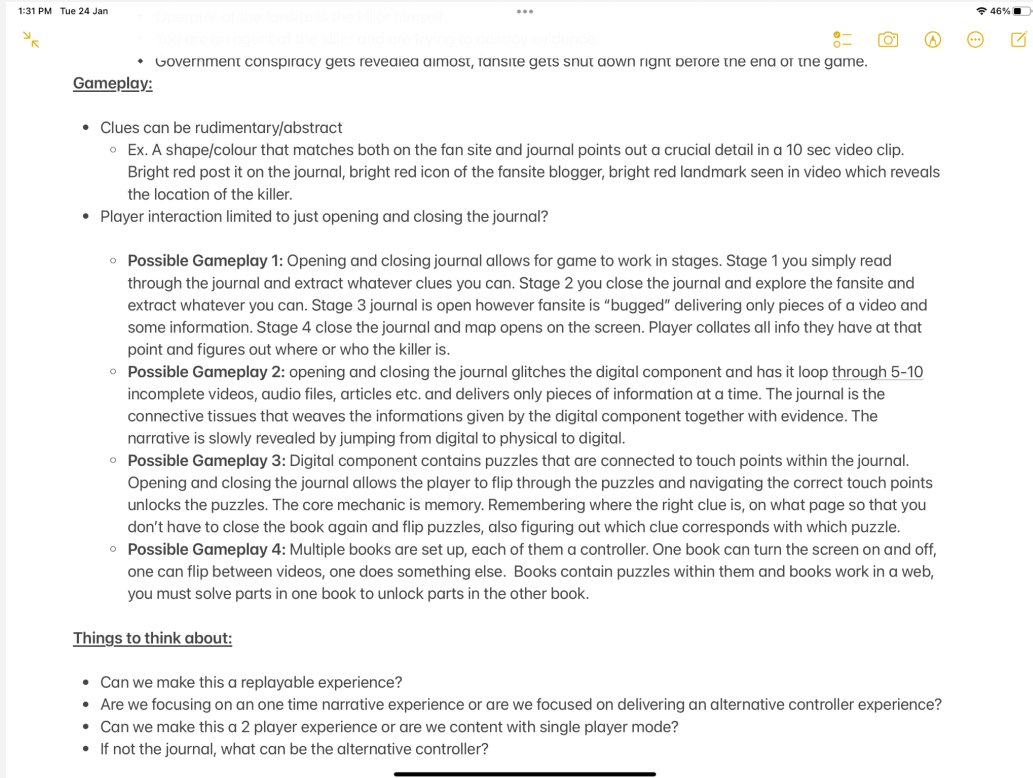 1:31 PM Tue 24 Jan
46%
Operator of the fansite is the killer himself
You are an agent of the killer and are trying to destroy evidence.
• Government conspiracy gets revealed almost, fansite gets shut down right before the end of the game.
Gameplay:
• Clues can be rudimentary/abstract
○ Ex. A shape/colour that matches both on the fan site and journal points out a crucial detail in a 10 sec video clip.
Bright red post it on the journal, bright red icon of the fansite blogger, bright red landmark seen in video which reveals
the location of the killer.
• Player interaction limited to just opening and closing the journal?
○ Possible Gameplay 1: Opening and closing journal allows for game to work in stages. Stage 1 you simply read
through the journal and extract whatever clues you can. Stage 2 you close the journal and explore the fansite and
extract whatever you can. Stage 3 journal is open however fansite is “bugged” delivering only pieces of a video and
some information. Stage 4 close the journal and map opens on the screen. Player collates all info they have at that
point and figures out where or who the killer is.
○ Possible Gameplay 2: opening and closing the journal glitches the digital component and has it loop through 5-10
incomplete videos, audio files, articles etc. and delivers only pieces of information at a time. The journal is the
connective tissues that weaves the informations given by the digital component together with evidence. The
narrative is slowly revealed by jumping from digital to physical to digital.
○ Possible Gameplay 3: Digital component contains puzzles that are connected to touch points within the journal.
Opening and closing the journal allows the player to flip through the puzzles and navigating the correct touch points
unlocks the puzzles. The core mechanic is memory. Remembering where the right clue is, on what page so that you
don’t have to close the book again and flip puzzles, also figuring out which clue corresponds with which puzzle.
○ Possible Gameplay 4: Multiple books are set up, each of them a controller. One book can turn the screen on and off,
one can flip between videos, one does something else. Books contain puzzles within them and books work in a web,
you must solve parts in one book to unlock parts in the other book.
Things to think about:
• Can we make this a replayable experience?
• Are we focusing on an one time narrative experience or are we focused on delivering an alternative controller experience?
• Can we make this a 2 player experience or are we content with single player mode?
• If not the journal, what can be the alternative controller?